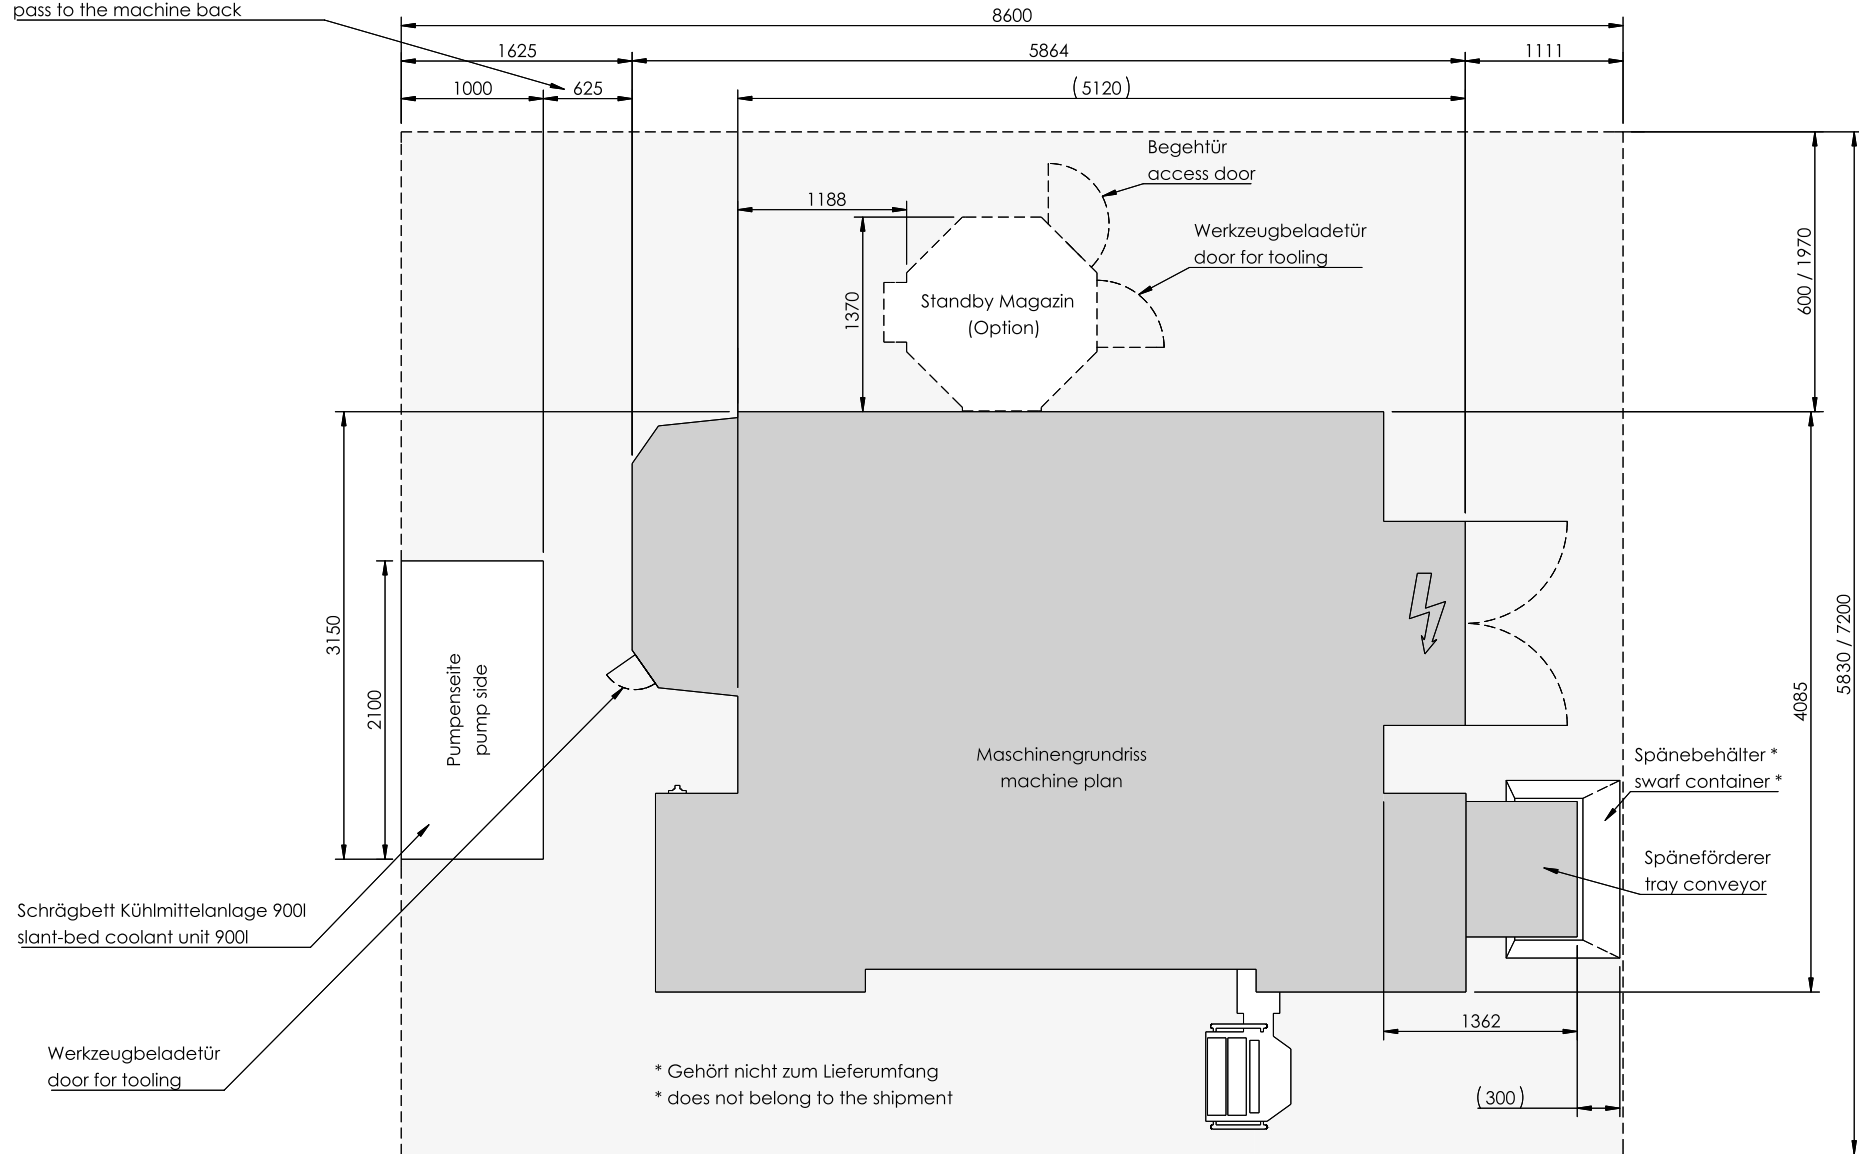 pass to the machine back
8600
1625
5864
1111
1000
625
(5120)
Begehtür
access door
1188
Werkzeugbeladetür
door for tooling
600 / 1970
1370
Standby Magazin
(Option)
3150
2100
Pumpenseite
pump side
5830 / 7200
4085
Maschinengrundriss
machine plan
Spänebehälter *
swarf container *
Späneförderer
tray conveyor
Schrägbett Kühlmittelanlage 900l
slant-bed coolant unit 900l
1362
Werkzeugbeladetür
door for tooling
* Gehört nicht zum Lieferumfang
* does not belong to the shipment
(300)